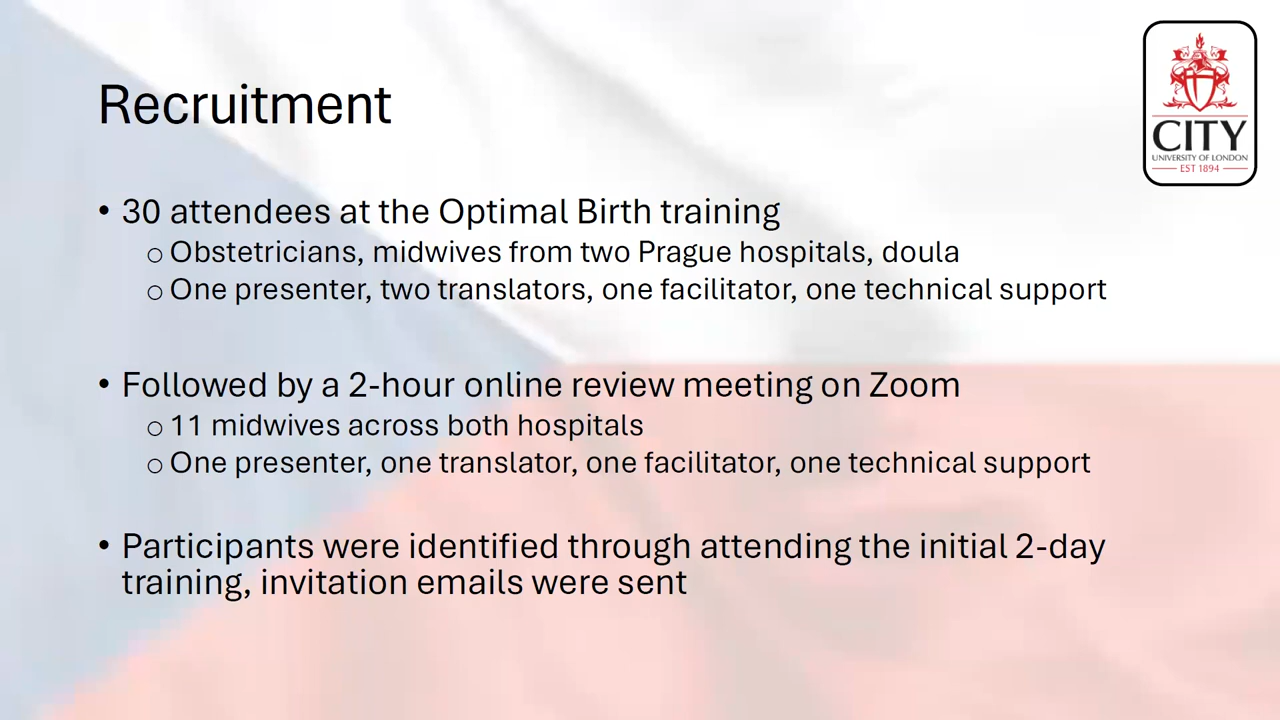 Recruitment
CITY
UNIVERSITY OF LONDON
EST 1894
• 30 attendees at the Optimal Birth training
○ Obstetricians, midwives from two Prague hospitals, doula
○ One presenter, two translators, one facilitator, one technical support
• Followed by a 2-hour online review meeting on Zoom
○ 11 midwives across both hospitals
○ One presenter, one translator, one facilitator, one technical support
• Participants were identified through attending the initial 2-day
training, invitation emails were sent